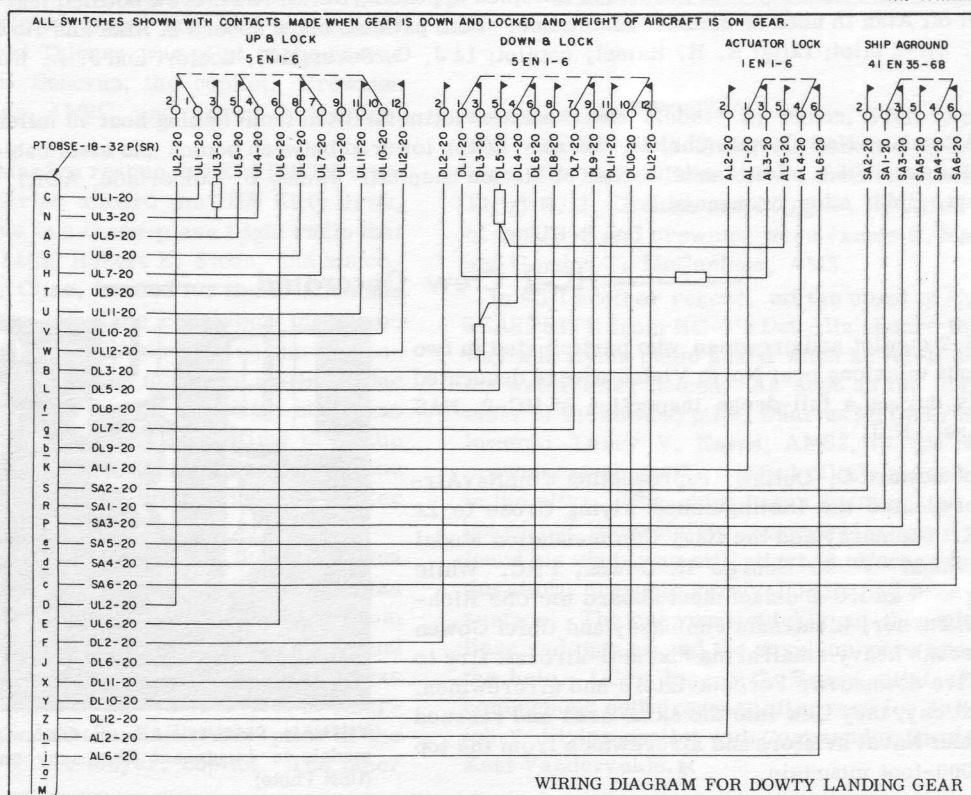 ALL SWITCHES SHOWN WITH CONTACTS MADE WHEN GEAR IS DOWN AND LOCKED AND WEIGHT OF AIRCRAFT IS ON GEAR.
UP & LOCK
5 EN 1-6
DOWN & LOCK
5 EN 1-6
ACTUATOR LOCK
1 EN 1-6
SHIP AGROUND
41 EN 35-6B
2 1 3 5 4 6 8 7 9 11 10 12
2 1 3 5 4 6 8 7 9 11 10 12
2 1 3 5 4 6
2 1 3 5 4 6
UL2-20 UL1-20 UL3-20 UL5-20 UL4-20 UL6-20 UL8-20 UL7-20 UL9-20 UL11-20 UL10-20 UL12-20
DL2-20 DL1-20 DL3-20 DL5-20 DL4-20 DL6-20 DL8-20 DL7-20 DL9-20 DL11-20 DL10-20 DL12-20
AL2-20 AL1-20 AL3-20 AL5-20 AL4-20 AL6-20
SA2-20 SA1-20 SA3-20 SA5-20 SA4-20 SA6-20
PTOBSE-18-32P(SR)
C UL1-20
N UL3-20
A UL5-20
G UL8-20
H UL7-20
UL9-20
U UL11-20
V UL10-20
W UL12-20
B DL3-20
L DL5-20
f DL8-20
g DL7-20
b DL9-20
K AL1-20
S SA2-20
R SA1-20
P SA3-20
e SA5-20
d SA4-20
c SA6-20
D UL2-20
E UL6-20
F DL2-20
J DL6-20
X DL11-20
Y DL10-20
Z DL12-20
h AL2-20
j AL6-20
a
M
WIRING DIAGRAM FOR DOWTY LANDING GEAR